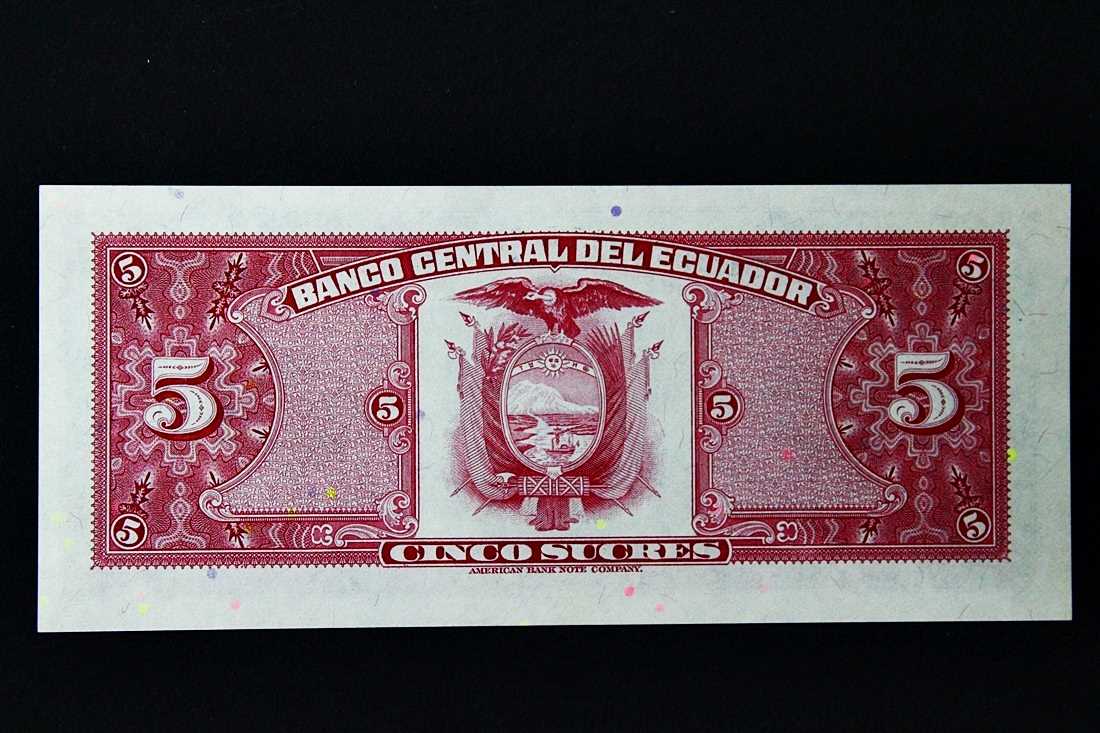 BANCO CENTRAL DEL ECUADOR
5 5
5 5
5 5
5 5
CINCO SUCRES
AMERICAN BANK NOTE COMPANY.